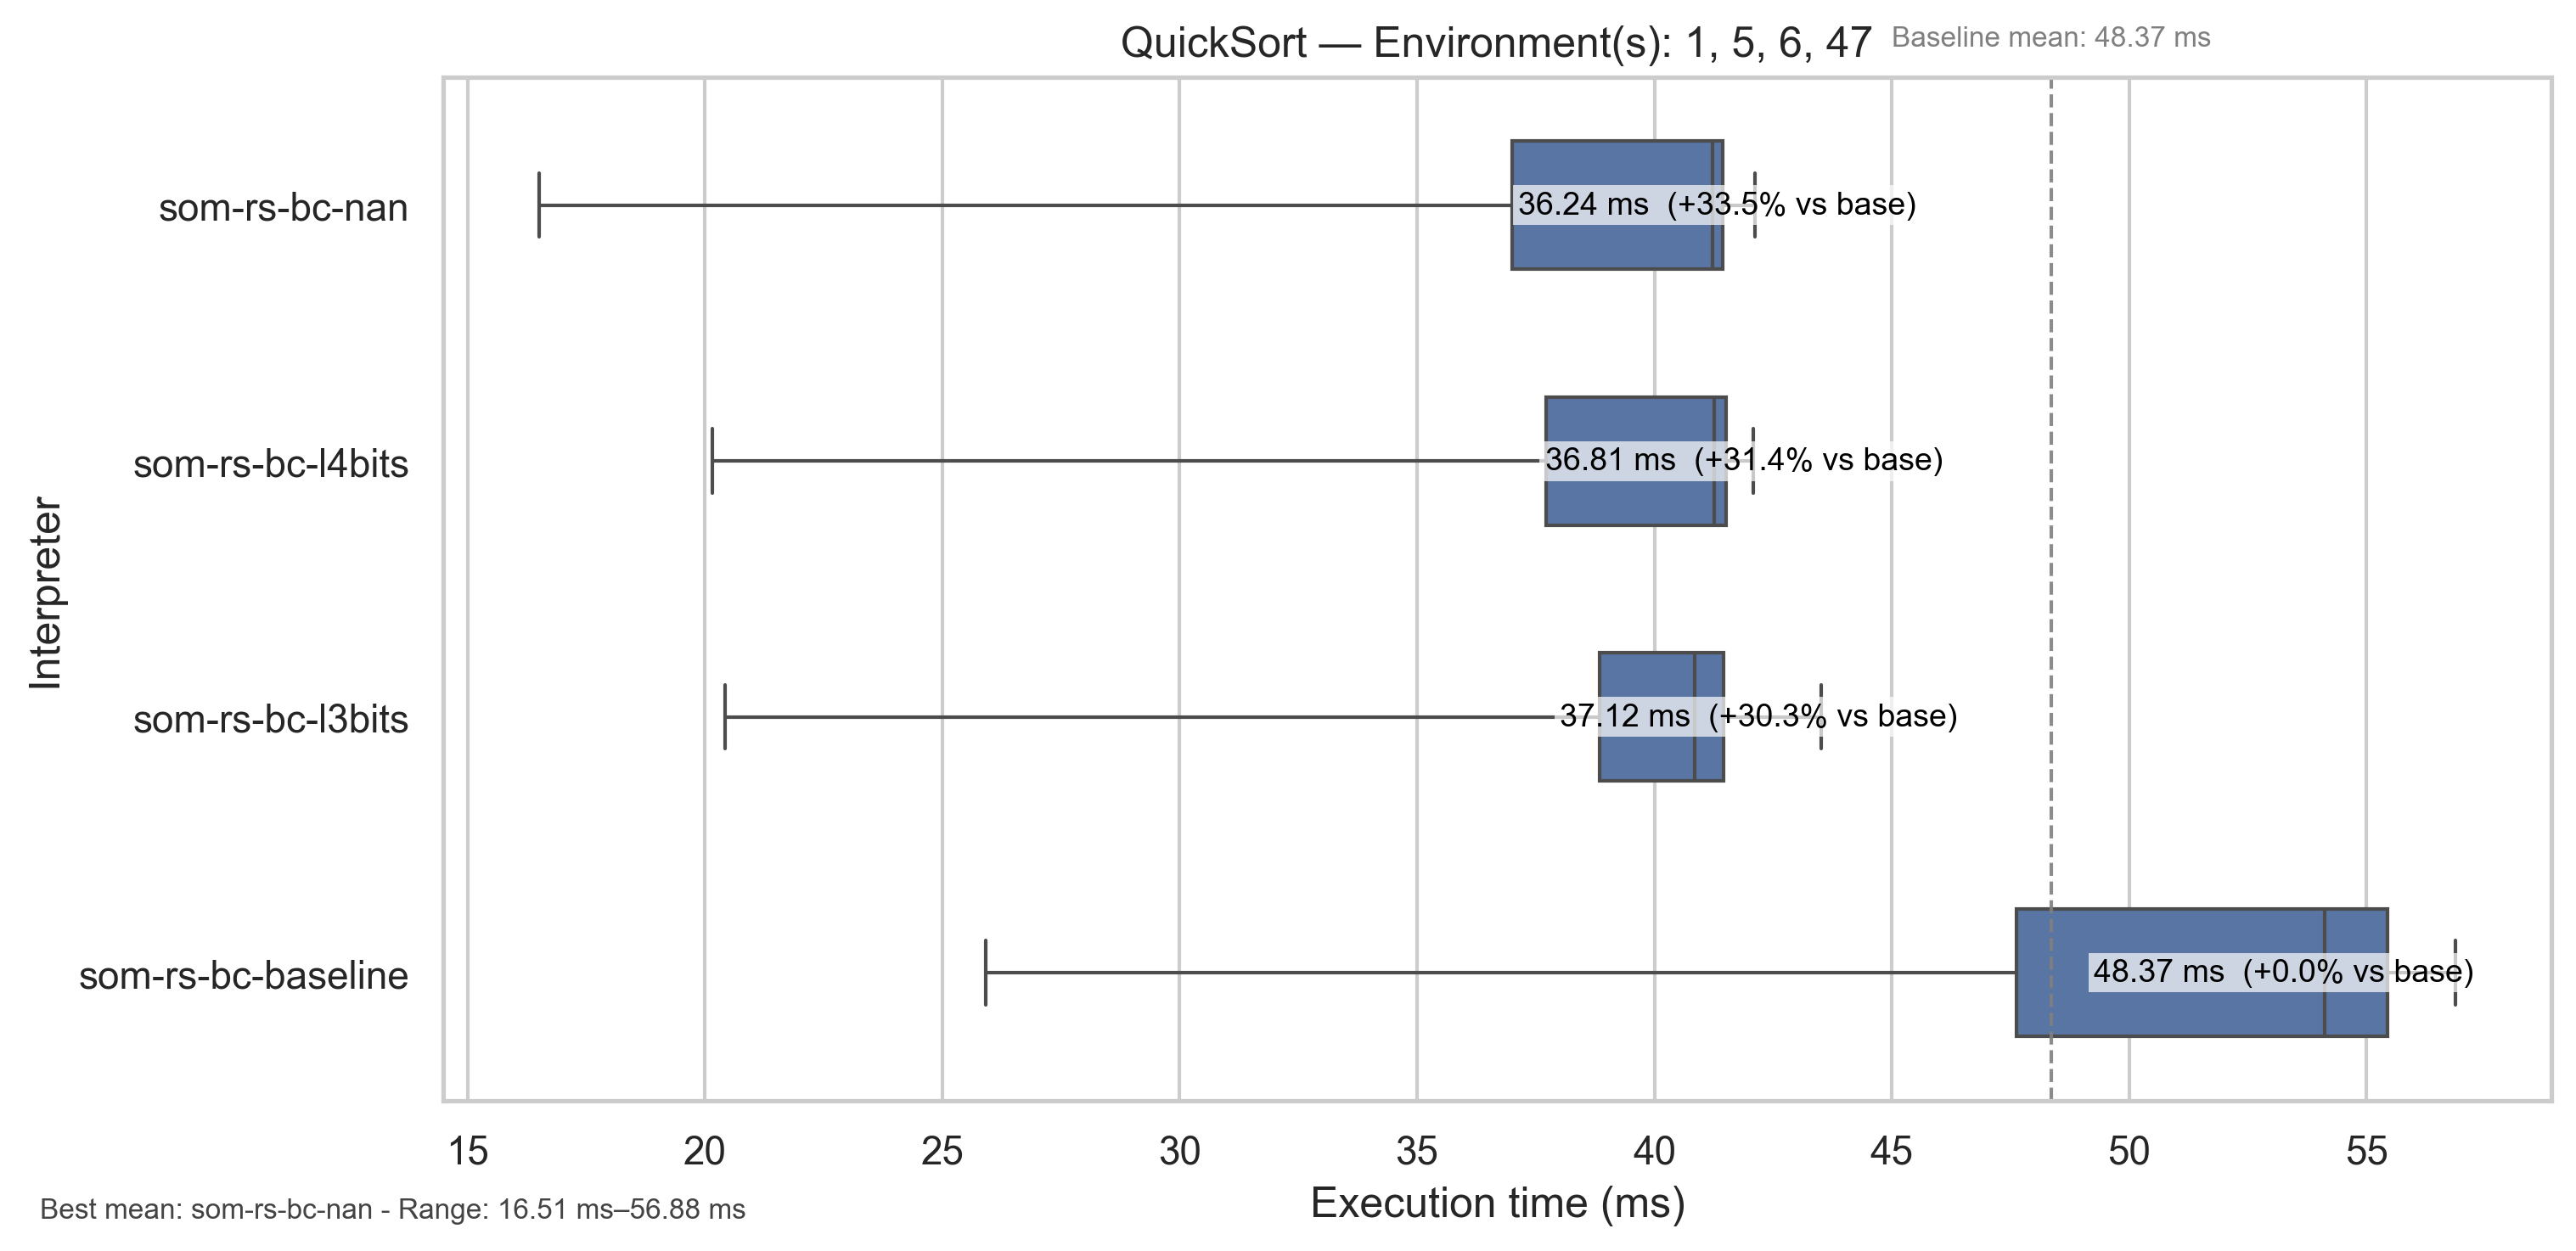 QuickSort — Environment(s): 1, 5, 6, 47
Baseline mean: 48.37 ms
Interpreter
som-rs-bc-nan
36.24 ms (+33.5% vs base)
som-rs-bc-l4bits
36.81 ms (+31.4% vs base)
som-rs-bc-l3bits
37.12 ms (+30.3% vs base)
som-rs-bc-baseline
48.37 ms (+0.0% vs base)
15 20 25 30 35 40 45 50 55
Execution time (ms)
Best mean: som-rs-bc-nan - Range: 16.51 ms–56.88 ms